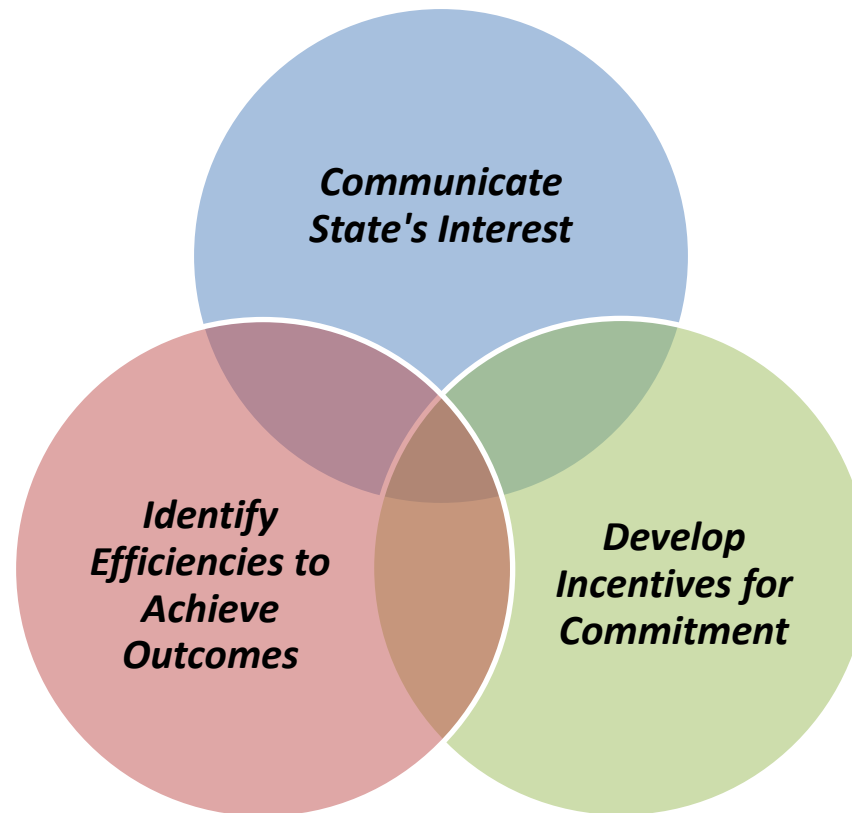 Communicate
State's Interest
Identify
Efficiencies to
Achieve
Outcomes
Develop
Incentives for
Commitment